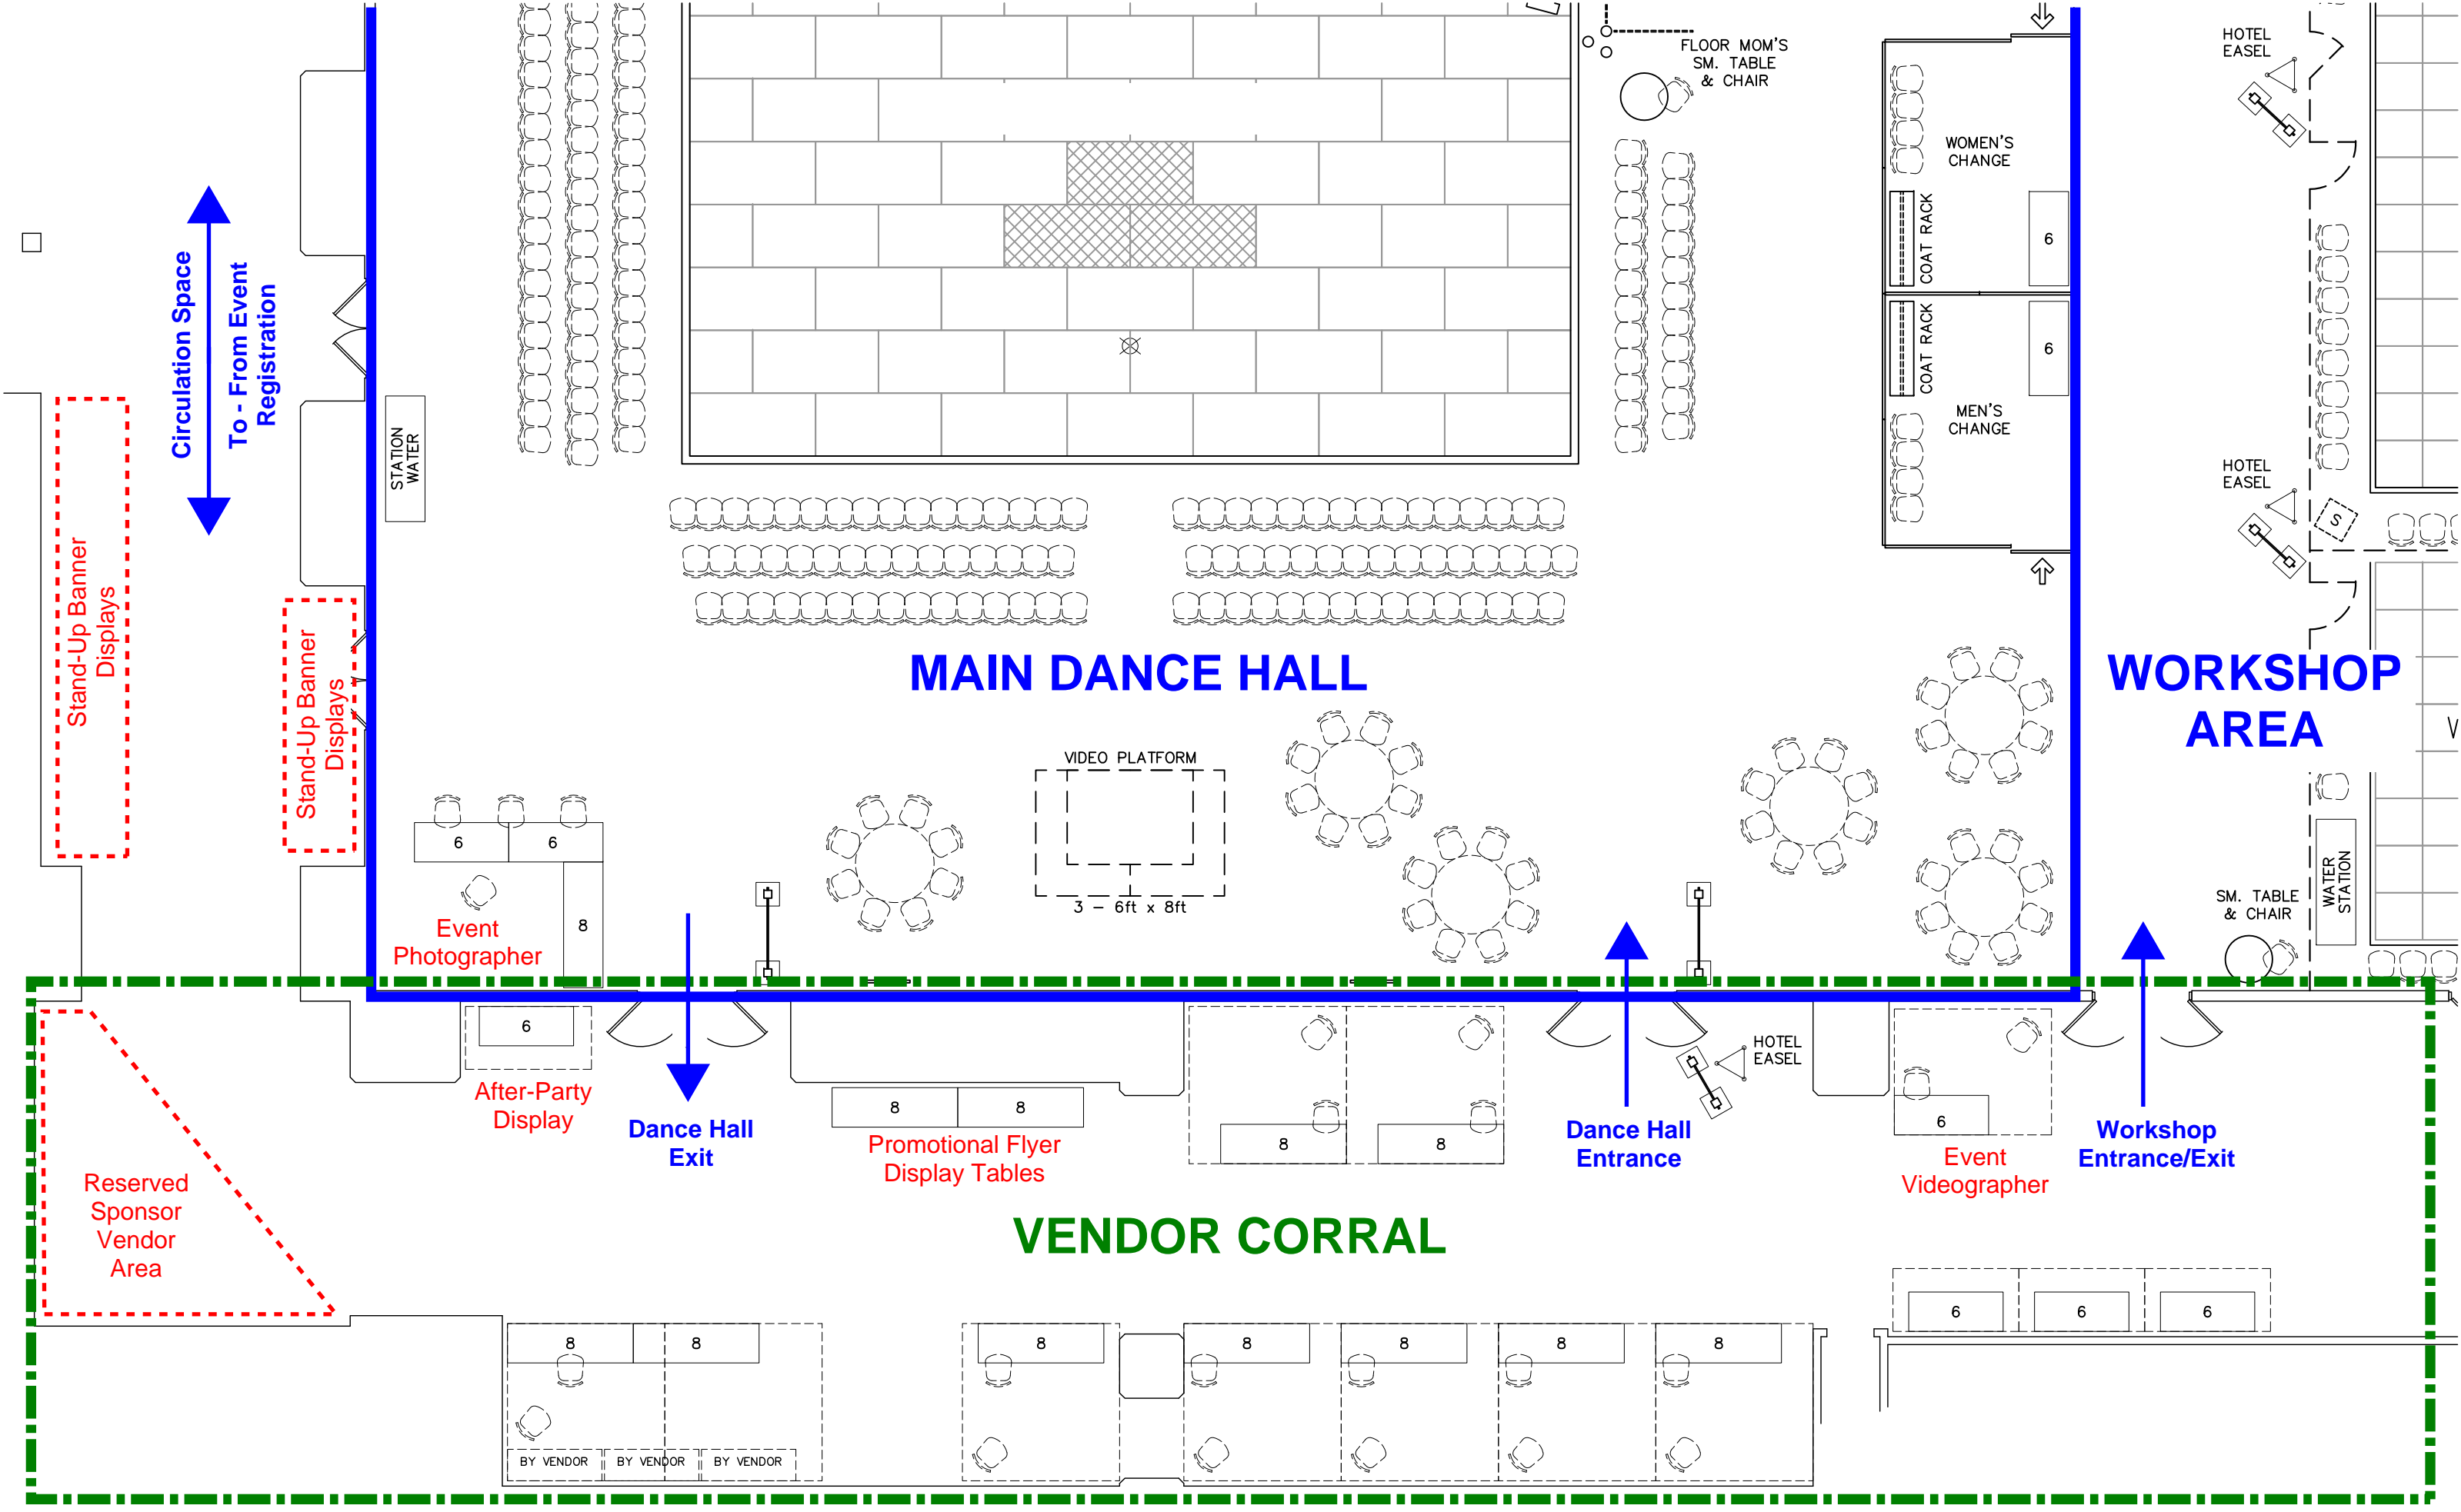 FLOOR MOM'S
SM. TABLE
& CHAIR
HOTEL
EASEL
WOMEN'S
CHANGE
COAT RACK
6
COAT RACK
6
MEN'S
CHANGE
Circulation Space
To - From Event
Registration
STATION
WATER
HOTEL
EASEL
S
Stand-Up Banner
Displays
Stand-Up Banner
Displays
MAIN DANCE HALL
WORKSHOP
AREA
VIDEO PLATFORM
3 - 6ft x 8ft
6
6
8
Event
Photographer
SM. TABLE
& CHAIR
WATER
STATION
6
After-Party
Display
Dance Hall
Exit
8
8
Promotional Flyer
Display Tables
8
8
Dance Hall
Entrance
HOTEL
EASEL
6
Event
Videographer
Workshop
Entrance/Exit
Reserved
Sponsor
Vendor
Area
VENDOR CORRAL
8
8
8
8
8
8
8
6
6
6
BY VENDOR
BY VENDOR
BY VENDOR